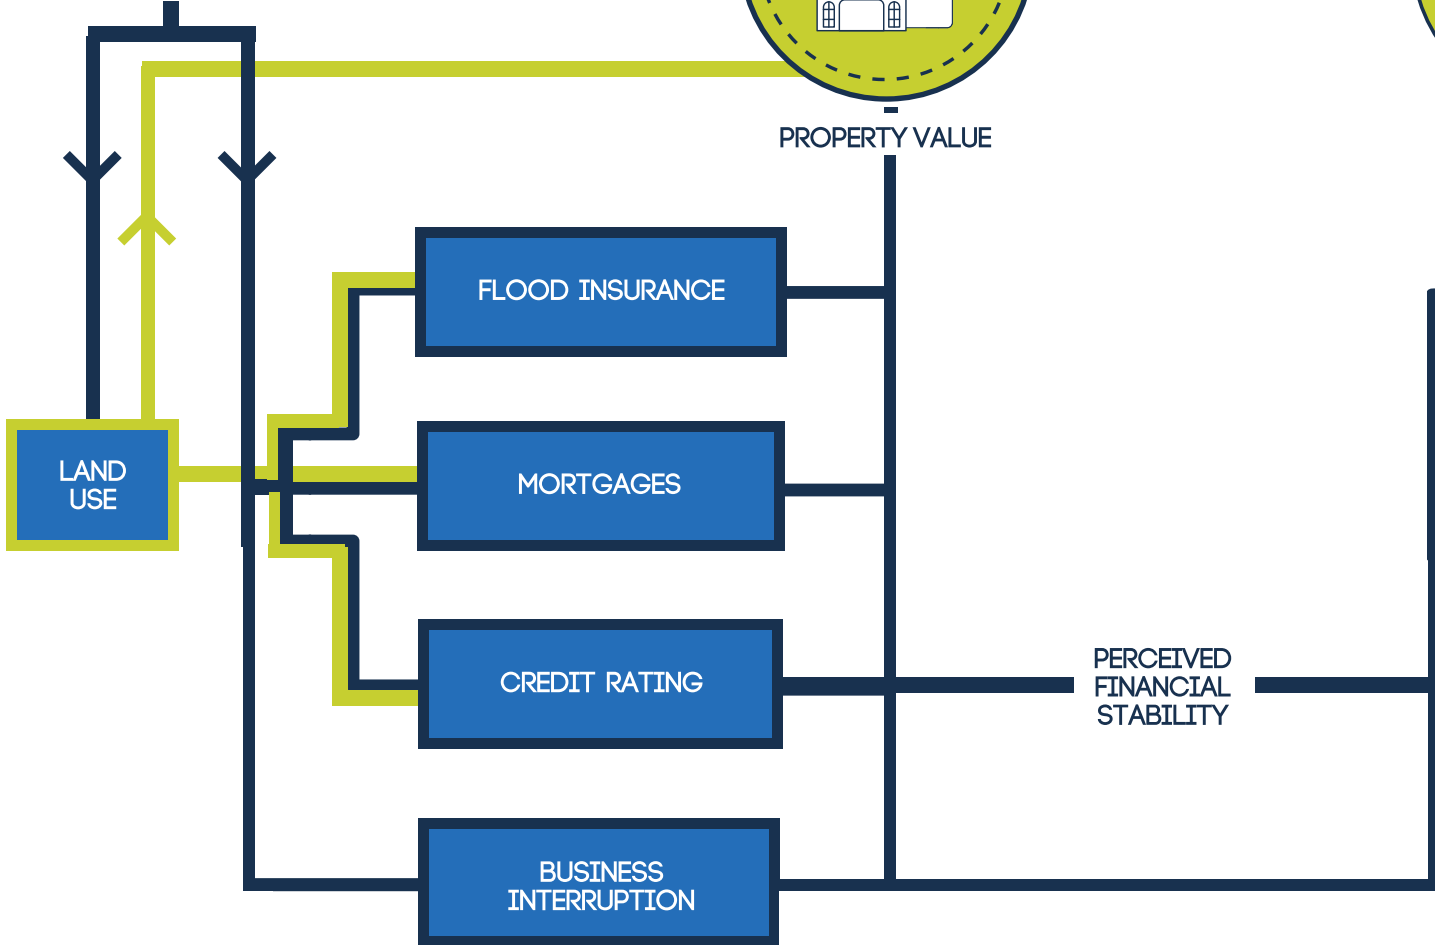 PROPERTY VALUE
FLOOD INSURANCE
LAND
USE
MORTGAGES
CREDIT RATING
PERCEIVED
FINANCIAL
STABILITY
BUSINESS
INTERRUPTION